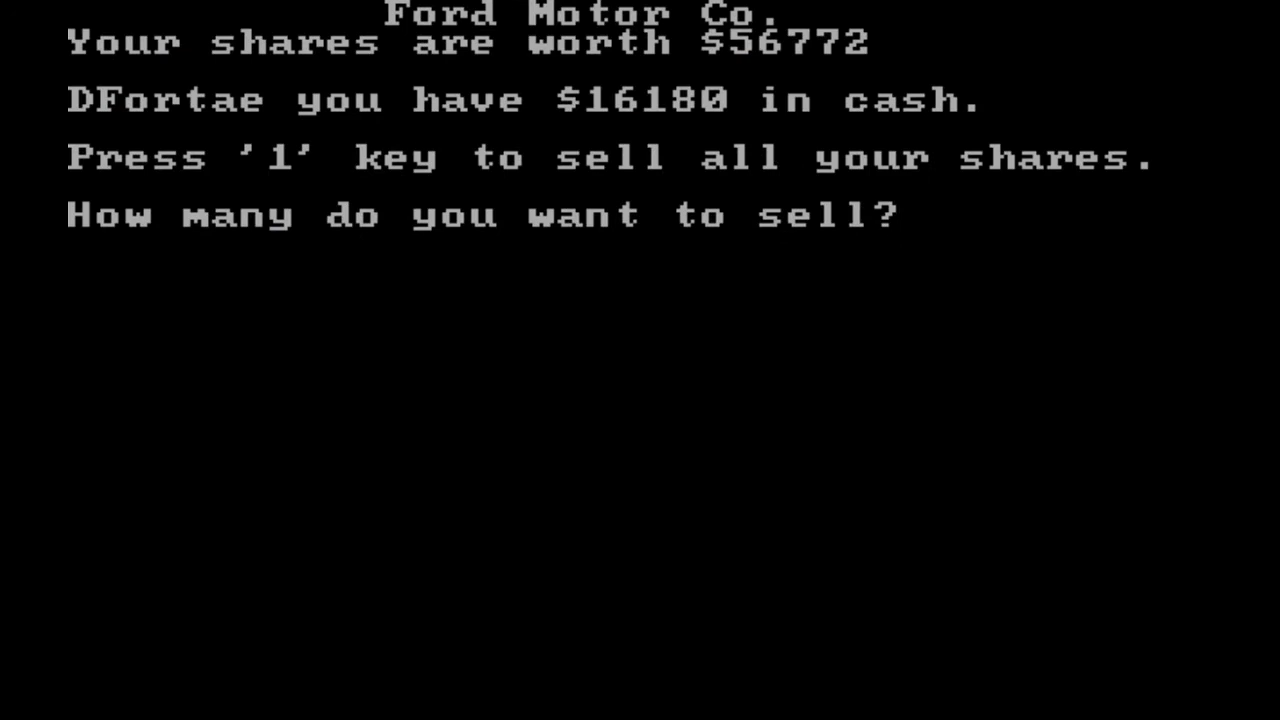 Ford Motor Co.
Your shares are worth $56772
DFortae you have $16180 in cash.
Press '1' key to sell all your shares.
How many do you want to sell?